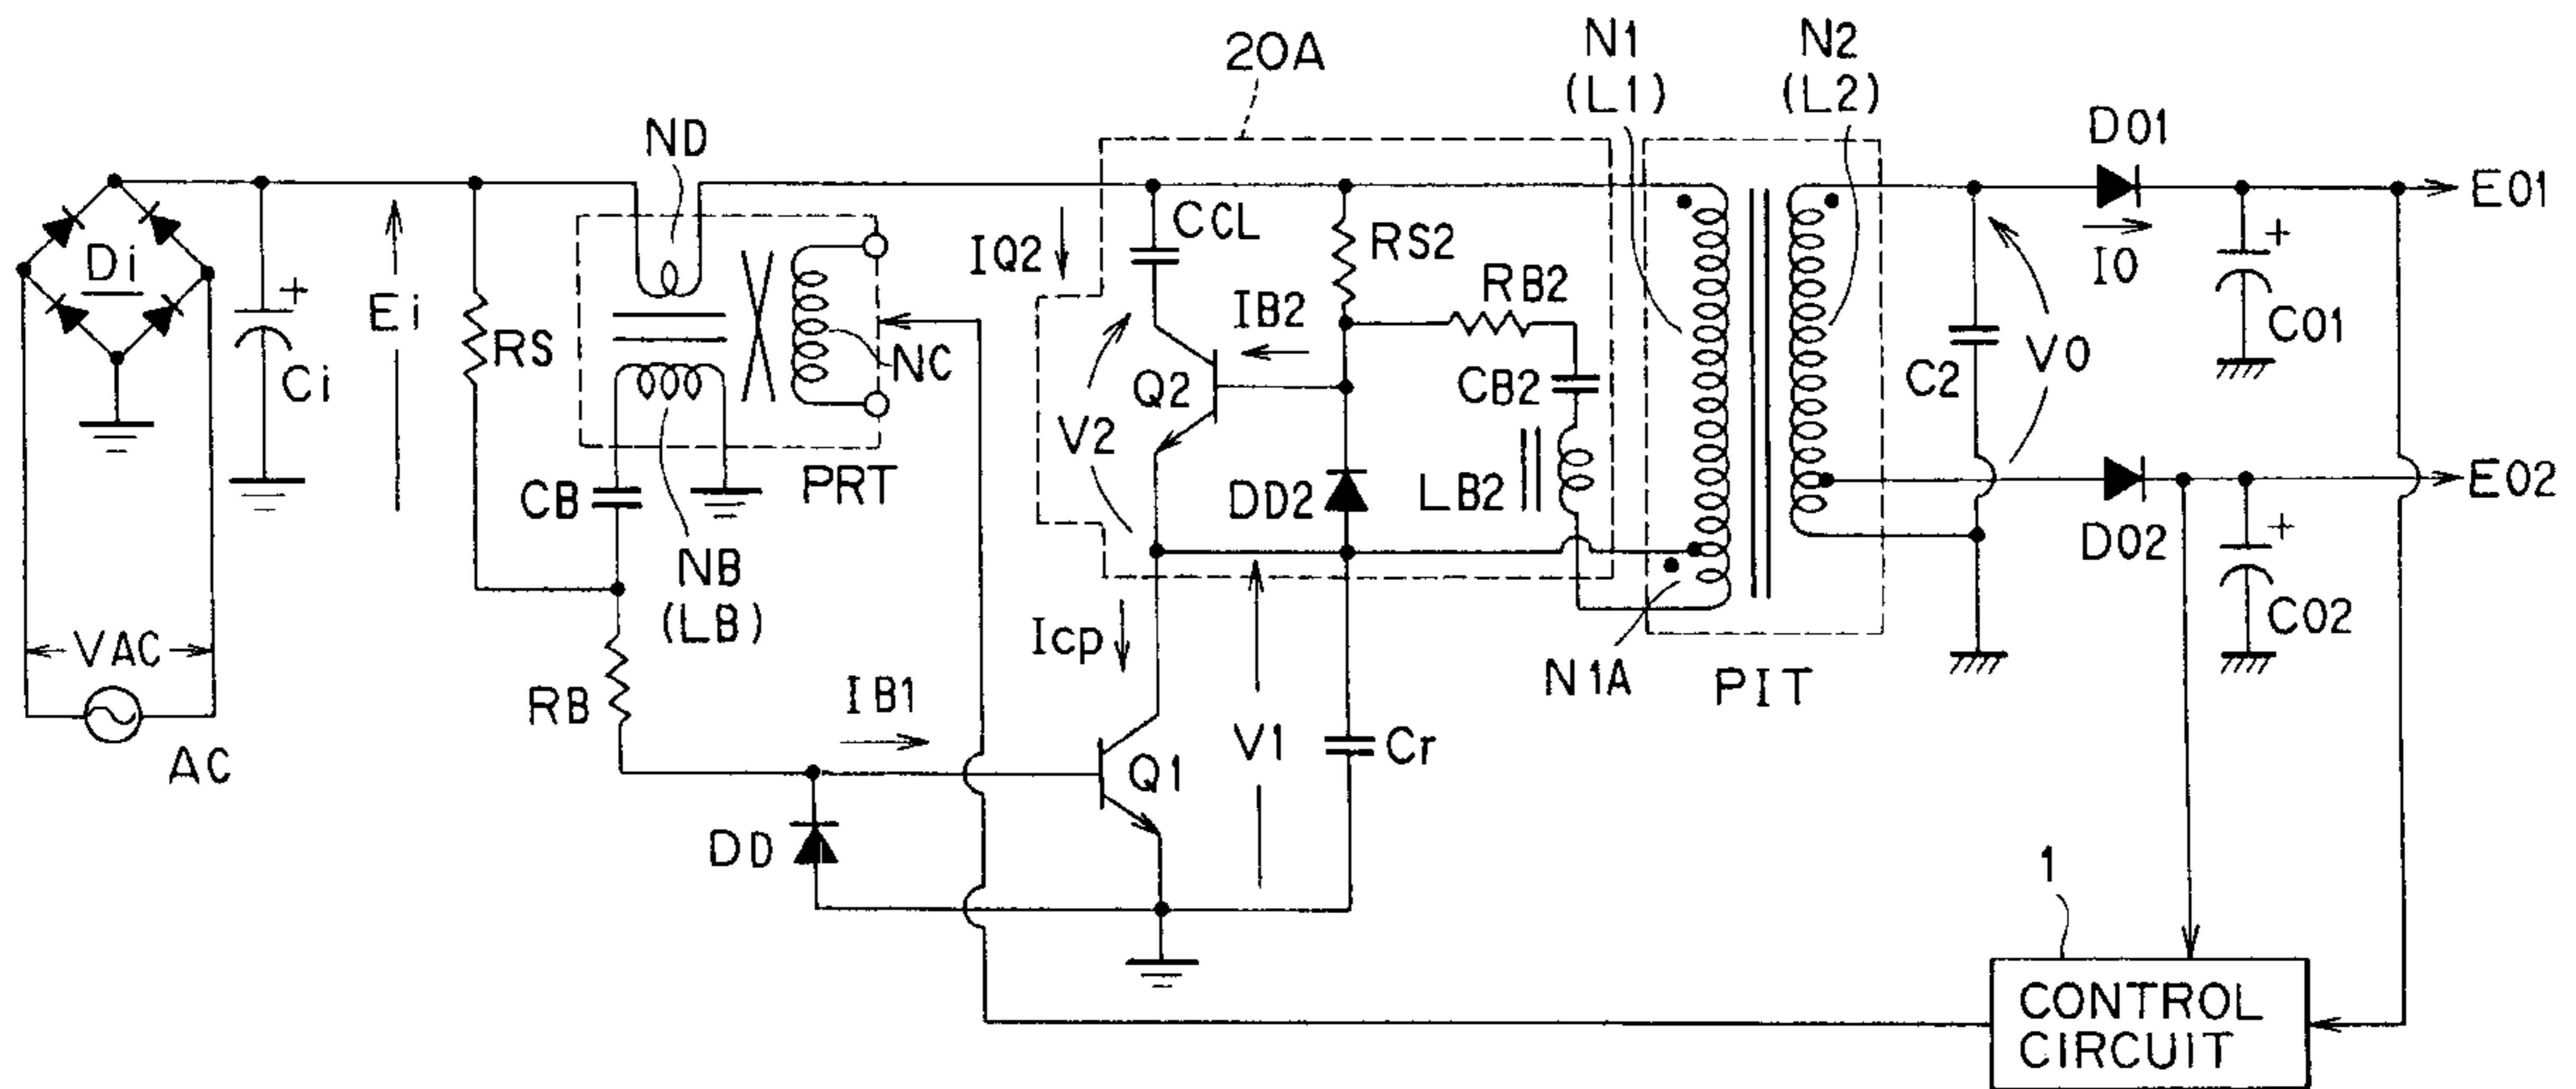 20A
N1
(L1)
N2
(L2)
ND
D01
E01
CCL
RS2
IQ2
I0
Di
Ei
RB2
IB2
C01
RS
NC
Ci
V0
Q2
CB2
C2
V2
PRT
CB
DD2
LB2
E02
D02
NB
(LB)
C02
VAC
Icp
N1A
PIT
RB
IB1
V1
Cr
AC
Q1
DD
1
CONTROL
CIRCUIT
+
+
+